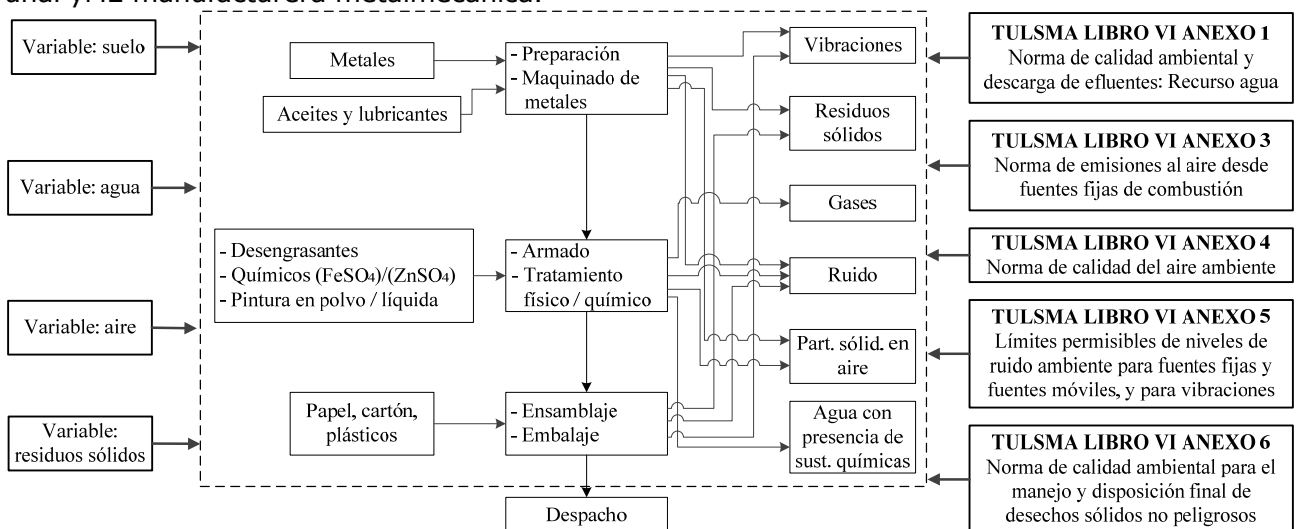 manufacturera metalmecánica.
Variable: suelo
Variable: agua
Variable: aire
Variable:
residuos sólidos
Metales
Aceites y lubricantes
- Desengrasantes
- Químicos (FeSO₄)/(ZnSO₄)
- Pintura en polvo / líquida
Papel, cartón,
plásticos
- Preparación
- Maquinado de
metales
- Armado
- Tratamiento
físico / químico
- Ensamblaje
- Embalaje
Despacho
Vibraciones
Residuos
sólidos
Gases
Ruido
Part. sólid. en
aire
Agua con
presencia de
sust. químicas
TULSMA LIBRO VI ANEXO 1
Norma de calidad ambiental y
descarga de efluentes: Recurso agua
TULSMA LIBRO VI ANEXO 3
Norma de emisiones al aire desde
fuentes fijas de combustión
TULSMA LIBRO VI ANEXO 4
Norma de calidad del aire ambiente
TULSMA LIBRO VI ANEXO 5
Límites permisibles de niveles de
ruido ambiente para fuentes fijas y
fuentes móviles, y para vibraciones
TULSMA LIBRO VI ANEXO 6
Norma de calidad ambiental para el
manejo y disposición final de
desechos sólidos no peligrosos